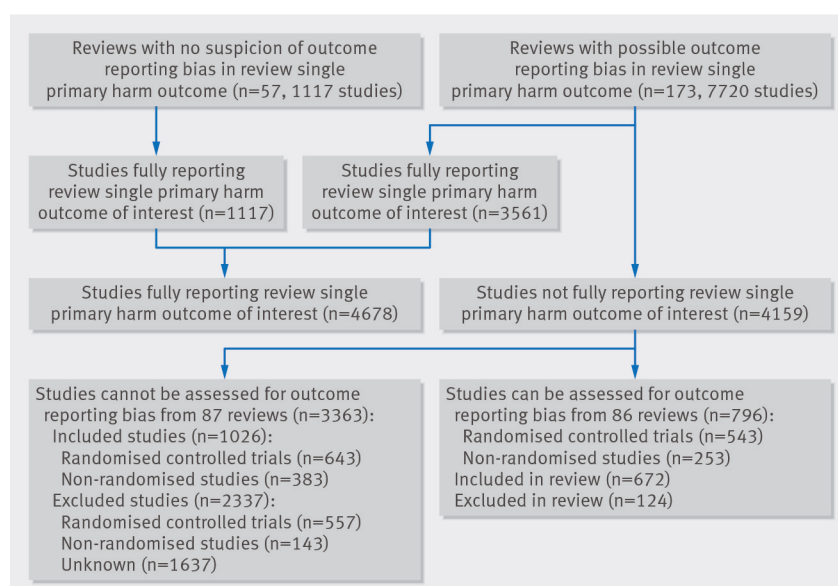 Reviews with no suspicion of outcome
reporting bias in review single
primary harm outcome (n=57, 1117 studies)
Reviews with possible outcome
reporting bias in review single
primary harm outcome (n=173, 7720 studies)
Studies fully reporting
review single primary harm
outcome of interest (n=1117)
Studies fully reporting
review single primary harm
outcome of interest (n=3561)
Studies fully reporting review single
primary harm outcome of interest (n=4678)
Studies not fully reporting review single
primary harm outcome of interest (n=4159)
Studies cannot be assessed for outcome
reporting bias from 87 reviews (n=3363):
Included studies (n=1026):
Randomised controlled trials (n=643)
Non-randomised studies (n=383)
Excluded studies (n=2337):
Randomised controlled trials (n=557)
Non-randomised studies (n=143)
Unknown (n=1637)
Studies can be assessed for outcome
reporting bias from 86 reviews (n=796):
Randomised controlled trials (n=543)
Non-randomised studies (n=253)
Included in review (n=672)
Excluded in review (n=124)